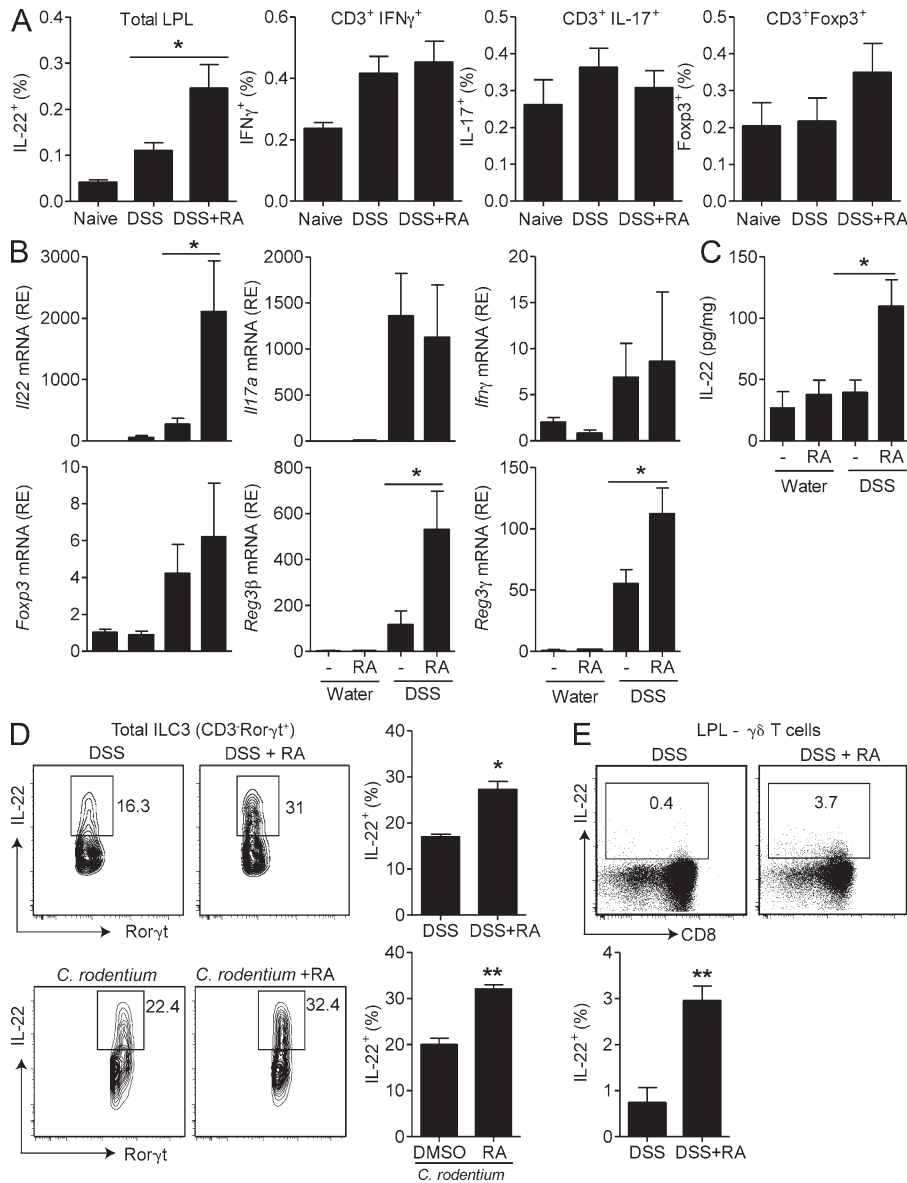 A
Total LPL
CD3+ IFNγ+
CD3+ IL-17+
CD3+Foxp3+
IL-22+ (%)
0.4
0.3
0.2
0.1
0.0
*
Naive DSS DSS+RA
IFNγ+ (%)
0.6
0.4
0.2
0.0
Naive DSS DSS+RA
IL-17+ (%)
0.5
0.4
0.3
0.2
0.1
0.0
Naive DSS DSS+RA
Foxp3+ (%)
0.5
0.4
0.3
0.2
0.1
0.0
Naive DSS DSS+RA
B
Il22 mRNA (RE)
3000
2000
1000
0
*
Il17a mRNA (RE)
2000
1500
1000
500
0
Ifnγ mRNA (RE)
20
15
10
5
0
C
IL-22 (pg/mg)
150
100
50
0
*
- RA - RA
Water DSS
Foxp3 mRNA (RE)
6
4
2
0
Reg3β mRNA (RE)
800
600
400
200
0
*
- RA - RA
Water DSS
Reg3γ mRNA (RE)
150
100
50
0
*
- RA - RA
Water DSS
D
Total ILC3 (CD3-Rorγt+)
DSS
DSS + RA
IL-22
16.3
31
Rorγt
IL-22+ (%)
40
30
20
10
0
*
DSS DSS+RA
C. rodentium
C. rodentium +RA
IL-22
22.4
32.4
Rorγt
IL-22+ (%)
40
30
20
10
0
**
DMSO RA
C. rodentium
E
LPL - γδ T cells
DSS
DSS + RA
IL-22
0.4
3.7
CD8
IL-22+ (%)
4
3
2
1
0
**
DSS DSS+RA